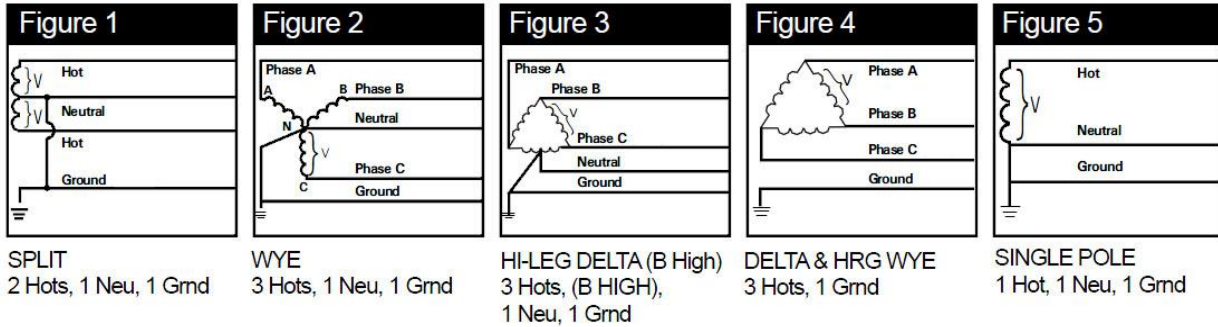 Figure 1
Hot
V
Neutral
V
Hot
Ground
SPLIT
2 Hots, 1 Neu, 1 Grnd
Figure 2
Phase A
A
B Phase B
N
Neutral
V
Phase C
C
Ground
WYE
3 Hots, 1 Neu, 1 Grnd
Figure 3
Phase A
Phase B
V
Phase C
Neutral
Ground
HI-LEG DELTA (B High)
3 Hots, (B HIGH),
1 Neu, 1 Grnd
Figure 4
V
Phase A
Phase B
Phase C
Ground
DELTA & HRG WYE
3 Hots, 1 Grnd
Figure 5
Hot
V
Neutral
Ground
SINGLE POLE
1 Hot, 1 Neu, 1 Grnd